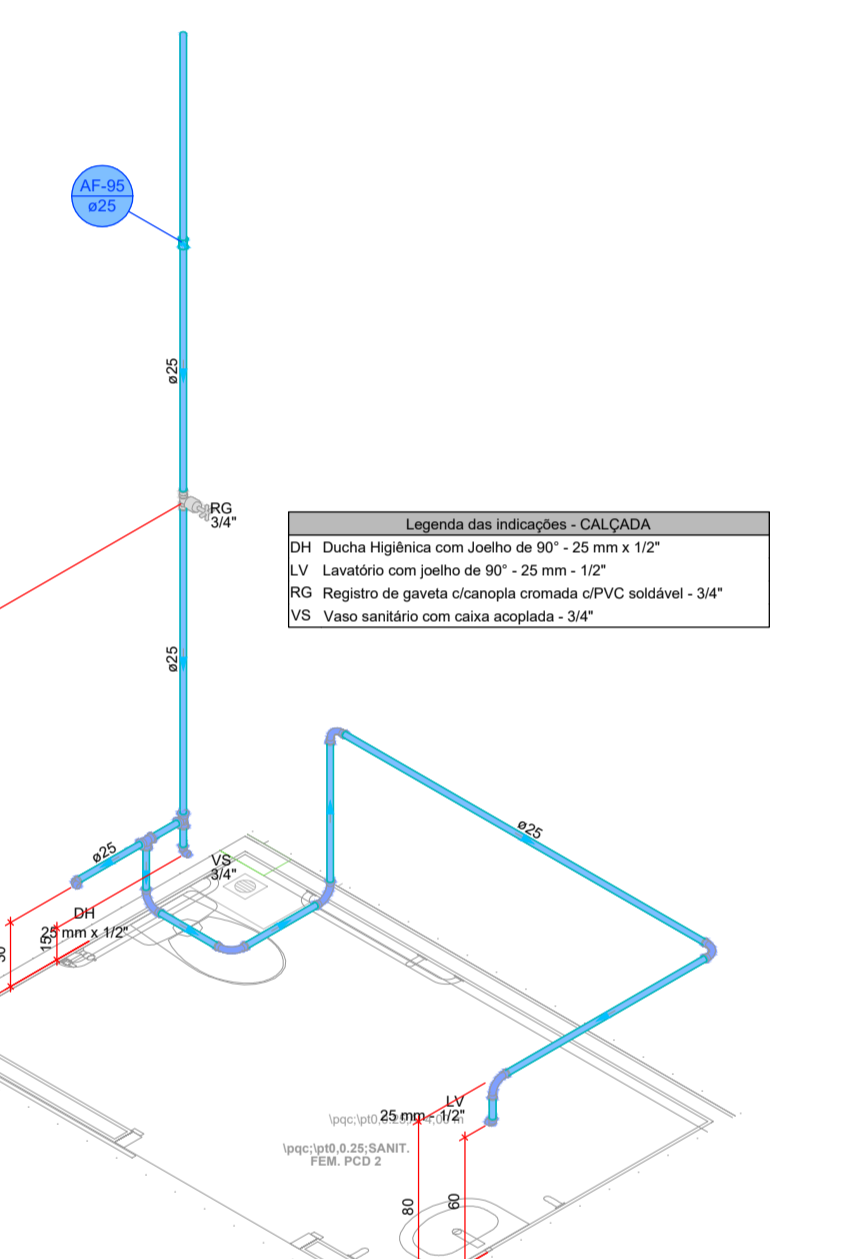 AF-95
ø25
ø25
RG
3/4"
Legenda das indicações - CALÇADA
DH Ducha Higiênica com Joelho de 90° - 25 mm x 1/2"
LV Lavatório com joelho de 90° - 25 mm - 1/2"
RG Registro de gaveta c/canopla cromada c/PVC soldável - 3/4"
VS Vaso sanitário com caixa acoplada - 3/4"
ø25
ø25
ø25
VS
3/4"
DH
25 mm x 1/2"
15
LV
25 mm - 1/2"
\pqc;\pt0,
\pqc;\pt0,0.25;SANIT.
FEM. PCD 2
80
60